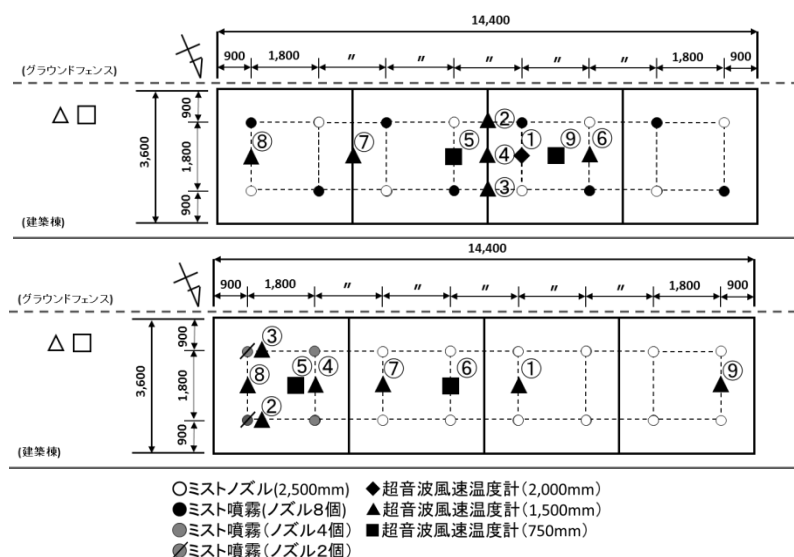 14,400
900 1,800 〃 〃 〃 〃 〃 1,800 900
(グラウンドフェンス)
3,600
900
1,800
900
② ① ⑧ ⑦ ⑤ ④ ⑨ ⑥ ③
(建築棟)
14,400
900 1,800 〃 〃 〃 〃 〃 1,800 900
(グラウンドフェンス)
3,600
900
1,800
900
③ ⑧ ⑤ ④ ⑦ ⑥ ① ⑨ ②
(建築棟)
○ミストノズル(2,500mm) ◆超音波風速温度計(2,000mm)
●ミスト噴霧(ノズル8個) ▲超音波風速温度計(1,500mm)
●ミスト噴霧(ノズル4個) ■超音波風速温度計(750mm)
ミスト噴霧(ノズル2個)